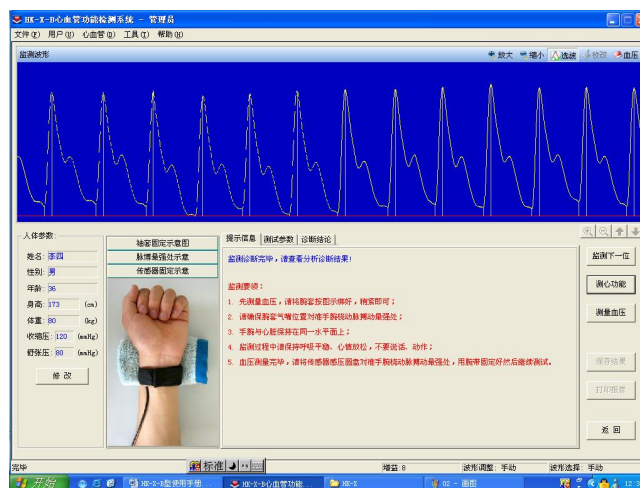 HX-X-B心血管功能检测系统 - 管理员
文件(F) 用户(U) 心血管(D) 工具(T) 帮助(H)
监测波形 放大 缩小 选波 修改 血压
人体参数:
姓名: 李四
性别: 男
年龄: 36
身高: 173 (cm)
体重: 80 (kg)
收缩压: 120 (mmHg)
舒张压: 80 (mmHg)
修 改
袖套固定示意图
脉搏最强处示意
传感器固定示意
提示信息 测试参数 诊断结论
监测诊断完毕，请查看分析诊断结果!
监测要领:
1. 先测量血压，请将腕套按图示绑好，稍紧即可;
2. 请确保腕套气嘴位置对准手腕桡动脉搏动最强处;
3. 手腕与心脏保持在同一水平面上;
4. 监测过程中请保持呼吸平稳、心情放松，不要说话、动作;
5. 血压测量完毕，请将传感器感压圆盘对准手腕桡动脉搏动最强处，用腕带固定好然后继续测试。
监测下一位
测心功能
测量血压
保存结果
打印报告
返 回
完毕 标准 增益:8 波形调整: 手动 波形选择: 手动
开始 HX-X-B型使用手册... HX-X-B心血管功能... HX-X 02 - 画图